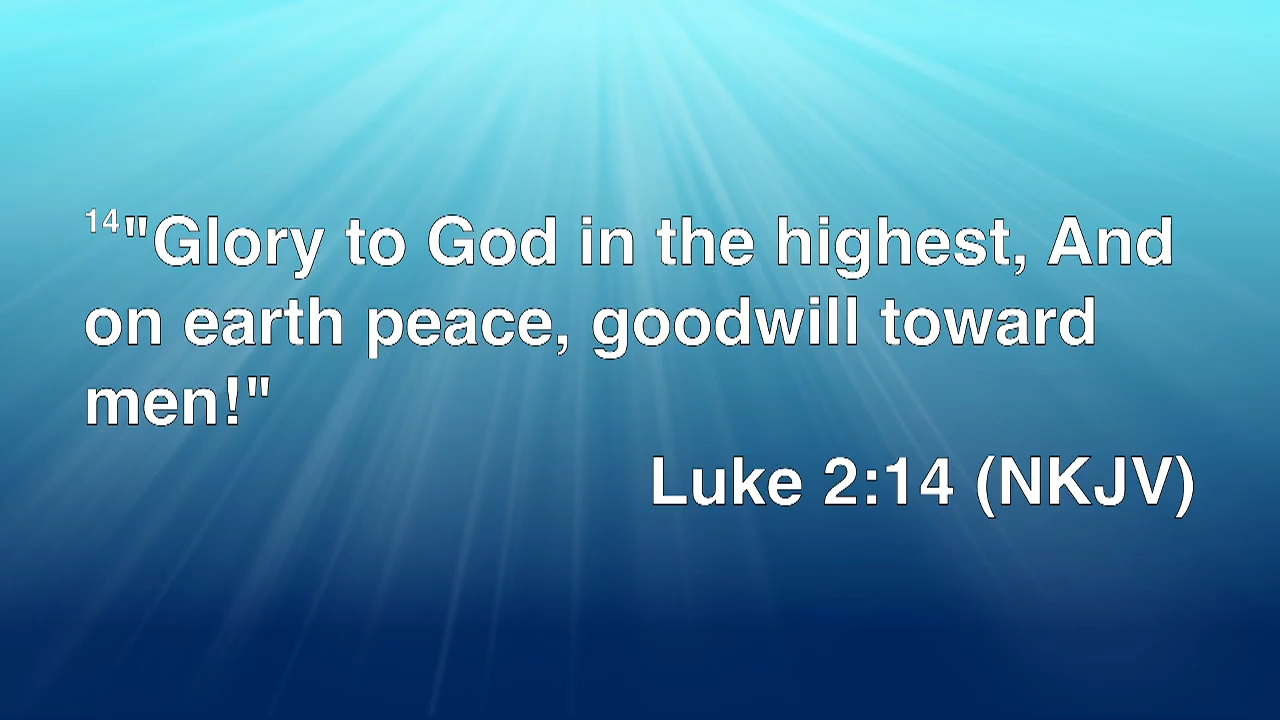 14"Glory to God in the highest, And
on earth peace, goodwill toward
men!"
Luke 2:14 (NKJV)